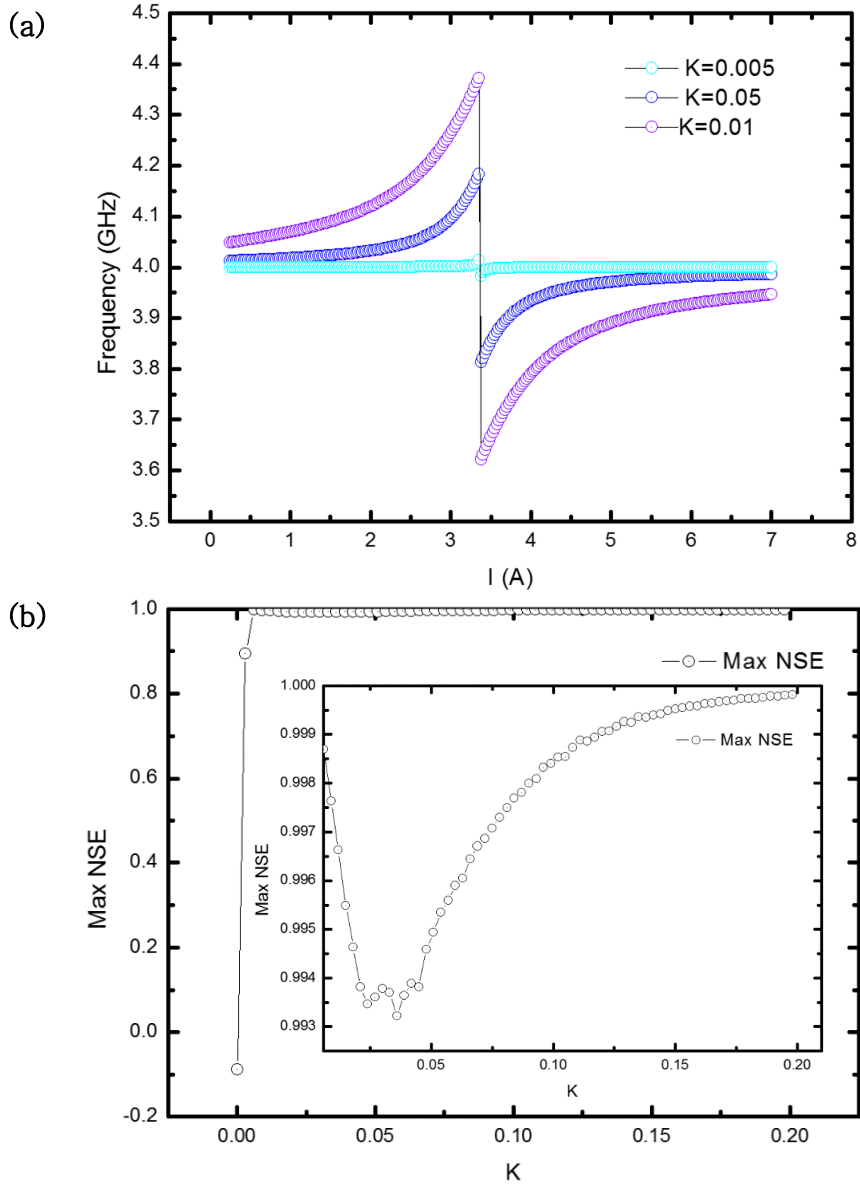 (a)
4.5
4.4
4.3
4.2
4.1
4.0
3.9
3.8
3.7
3.6
3.5
Frequency (GHz)
K=0.005
K=0.05
K=0.01
0 1 2 3 4 5 6 7 8
I (A)
(b)
1.0
0.8
0.6
0.4
0.2
0.0
-0.2
Max NSE
Max NSE
1.000
0.999
0.998
0.997
0.996
0.995
0.994
0.993
Max NSE
Max NSE
0.05 0.10 0.15 0.20
K
0.00 0.05 0.10 0.15 0.20
K